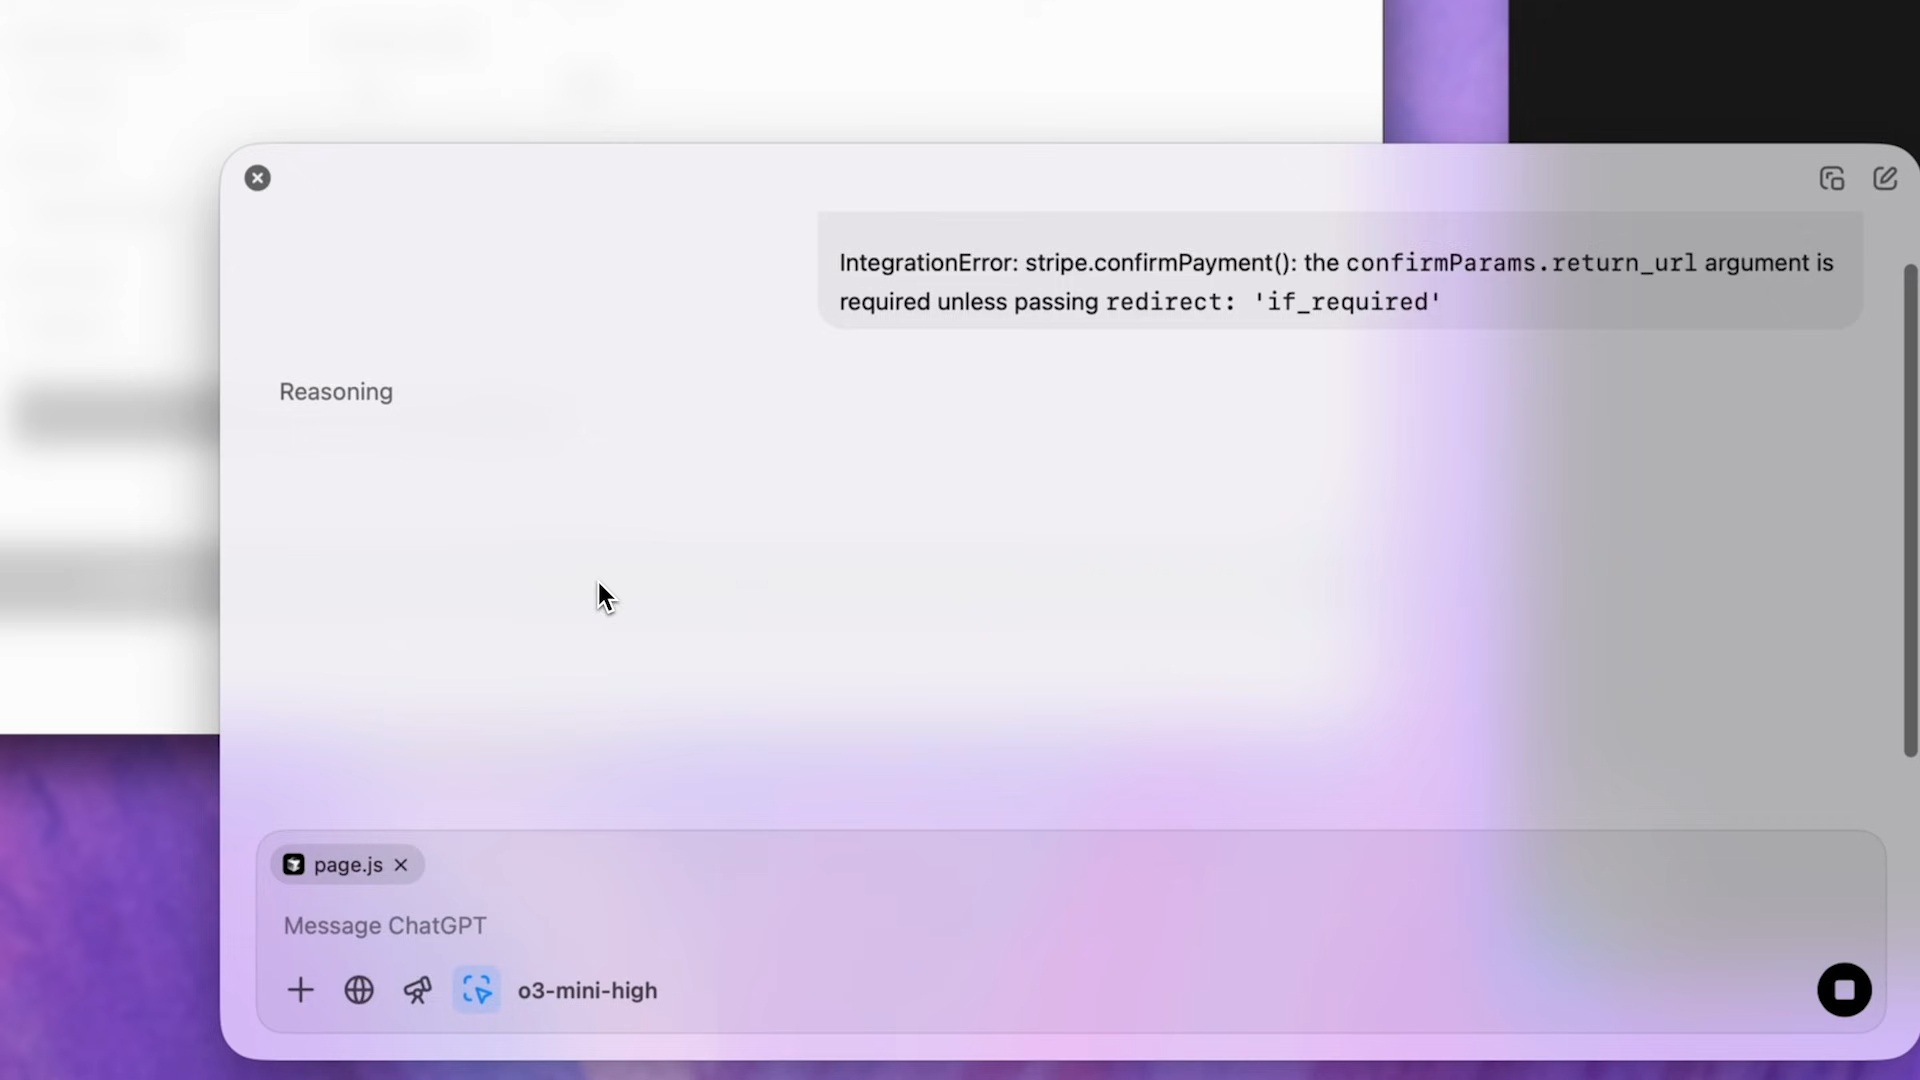 IntegrationError: stripe.confirmPayment(): the confirmParams.return_url argument is
required unless passing redirect: 'if_required'
Reasoning
page.js
Message ChatGPT
o3-mini-high